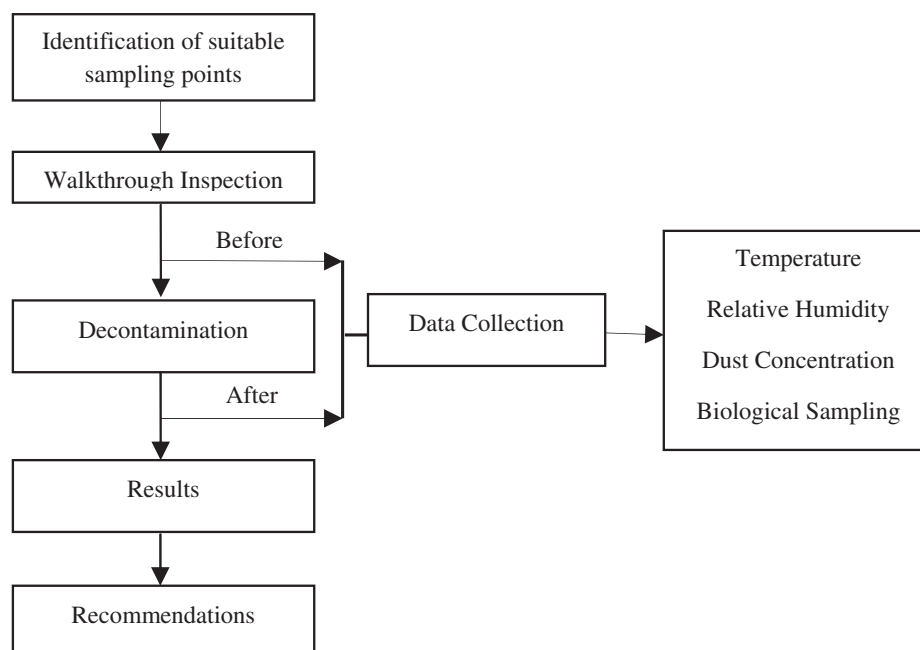 Identification of suitable
sampling points
Walkthrough Inspection
Before
Decontamination
After
Results
Recommendations
Data Collection
Temperature
Relative Humidity
Dust Concentration
Biological Sampling